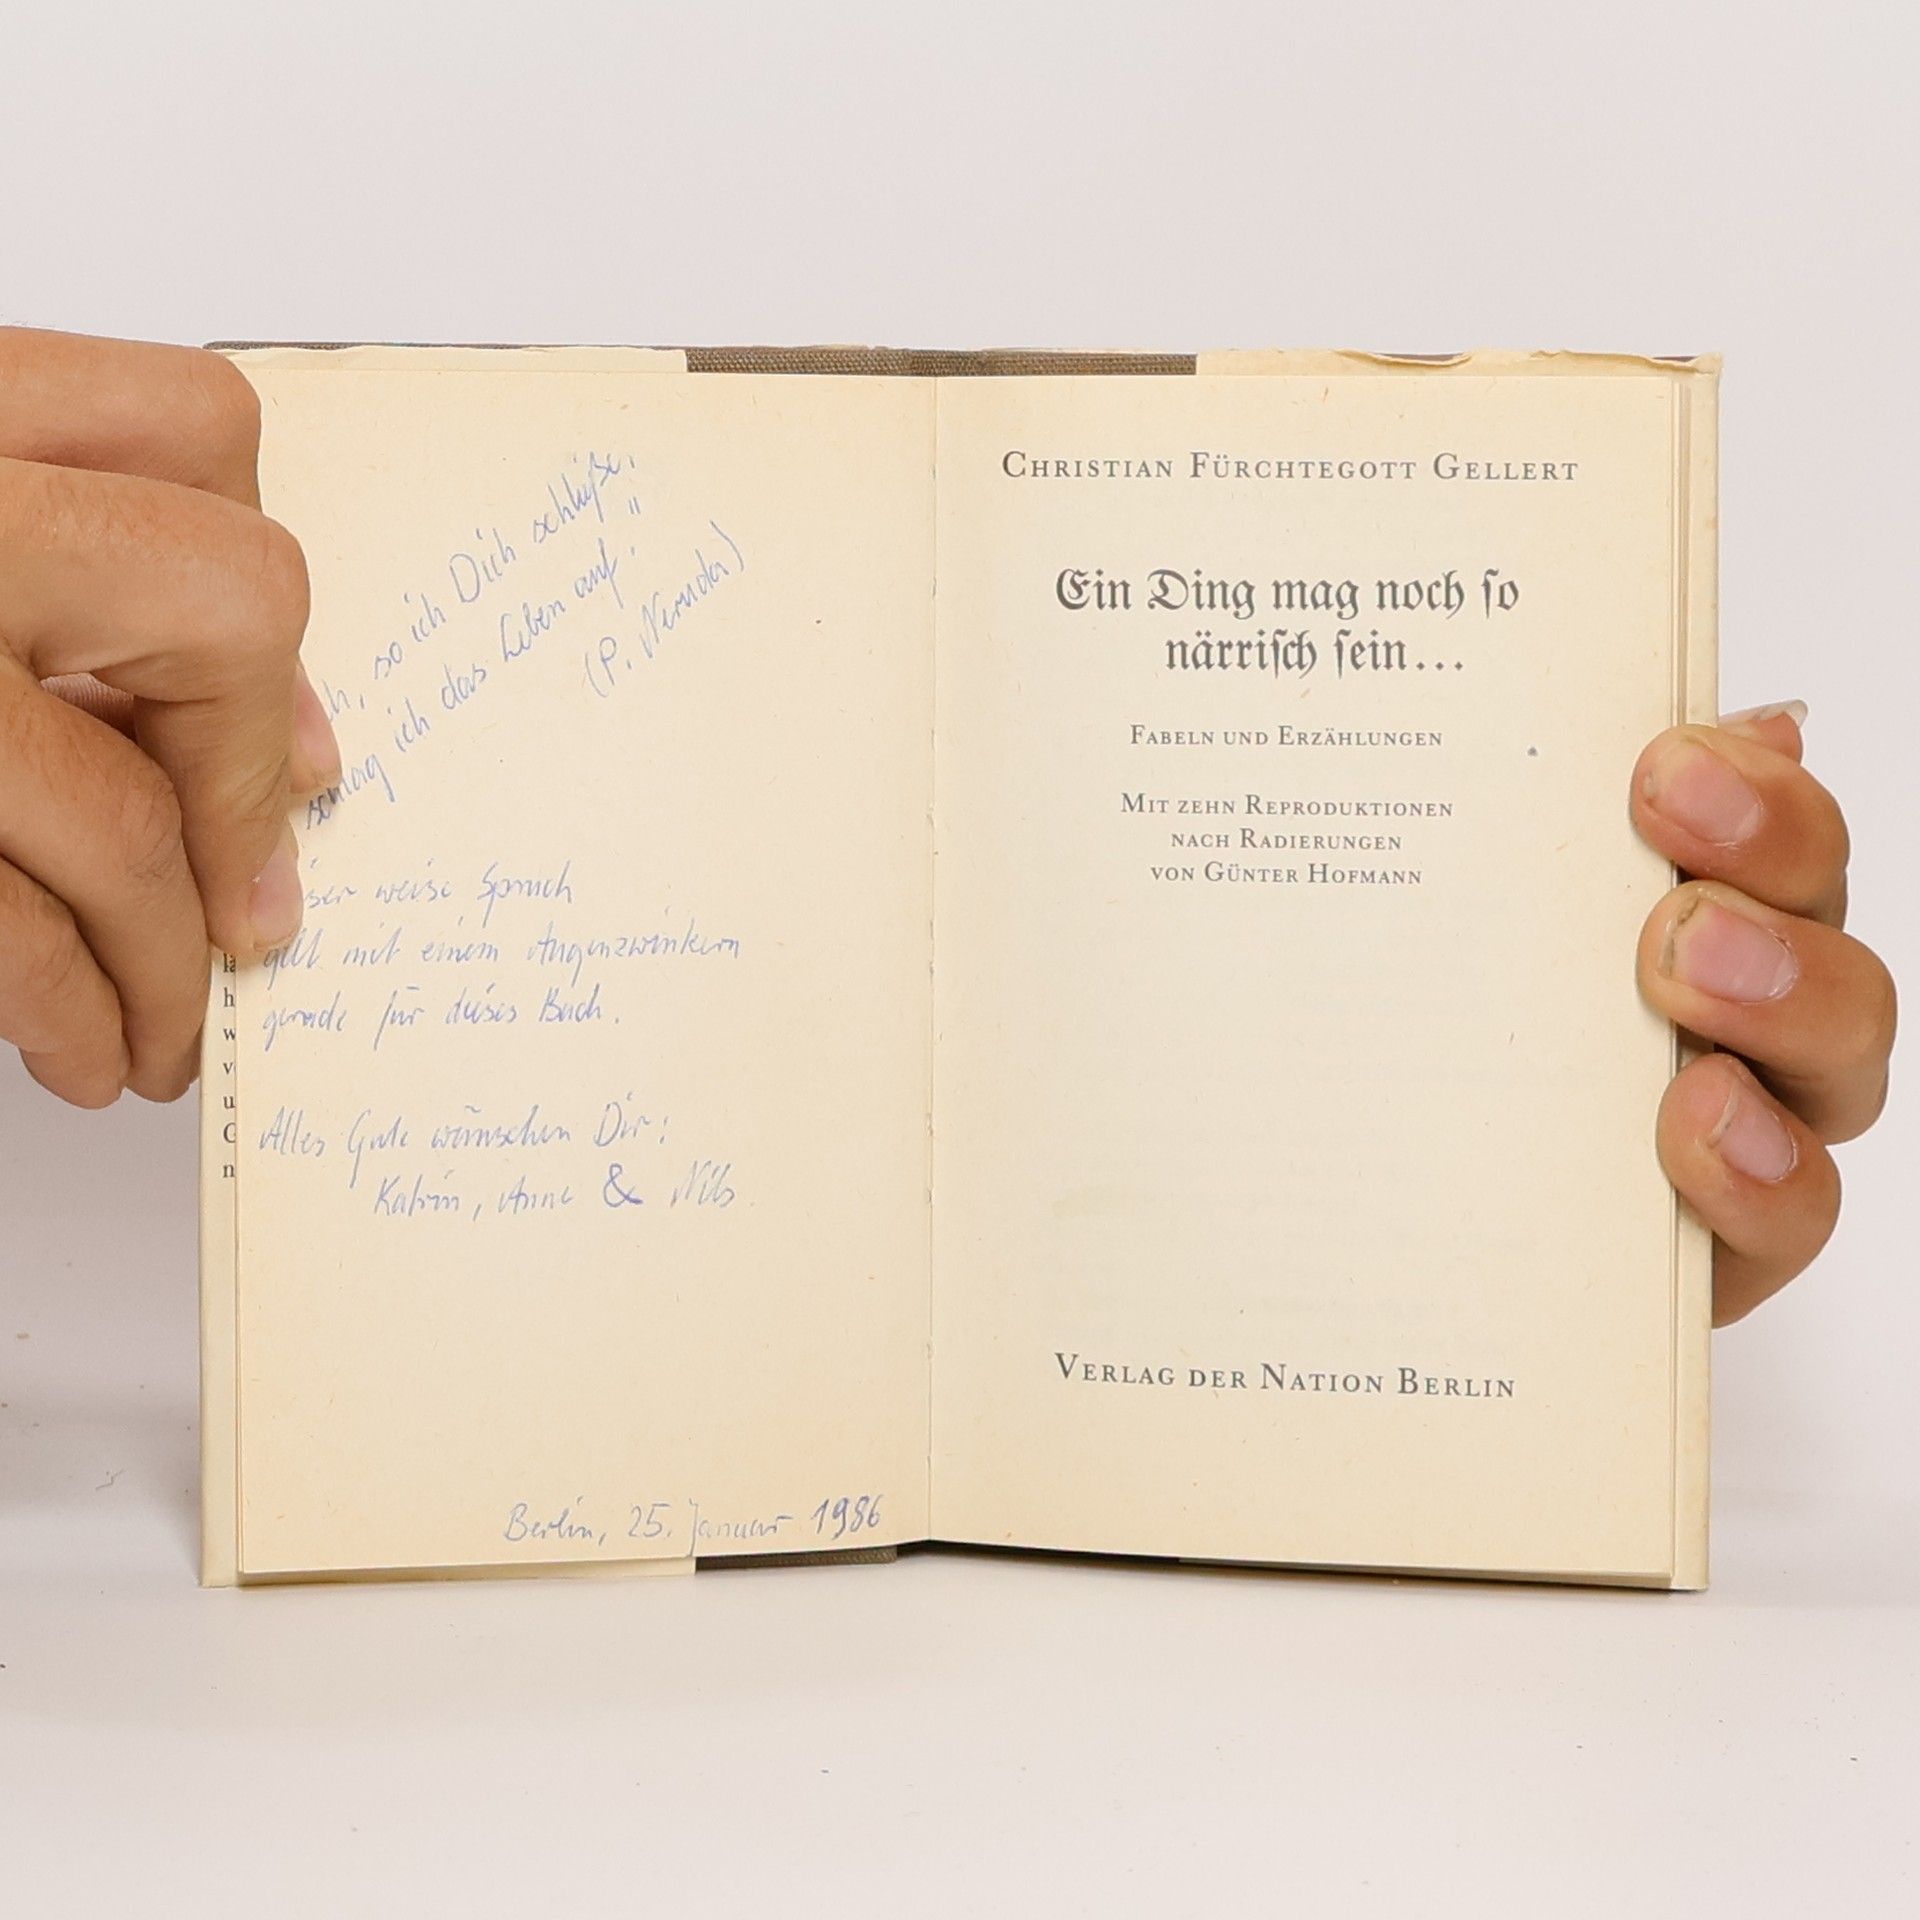 so ich Dich schließe,
schlag ich das Leben auf."
(P. Neruda)
weise Spruch
gilt mit einem Augenzwinkern
gerade für dieses Buch.
Alles Gute wünschen Dir:
Katrin, Anne & Nils.
Berlin, 25. Januar 1986
h
w
v
u
G
n
CHRISTIAN FÜRCHTEGOTT GELLERT
Ein Ding mag noch ſo
närriſch ſein...
FABELN UND ERZÄHLUNGEN
MIT ZEHN REPRODUKTIONEN
NACH RADIERUNGEN
VON GÜNTER HOFMANN
VERLAG DER NATION BERLIN